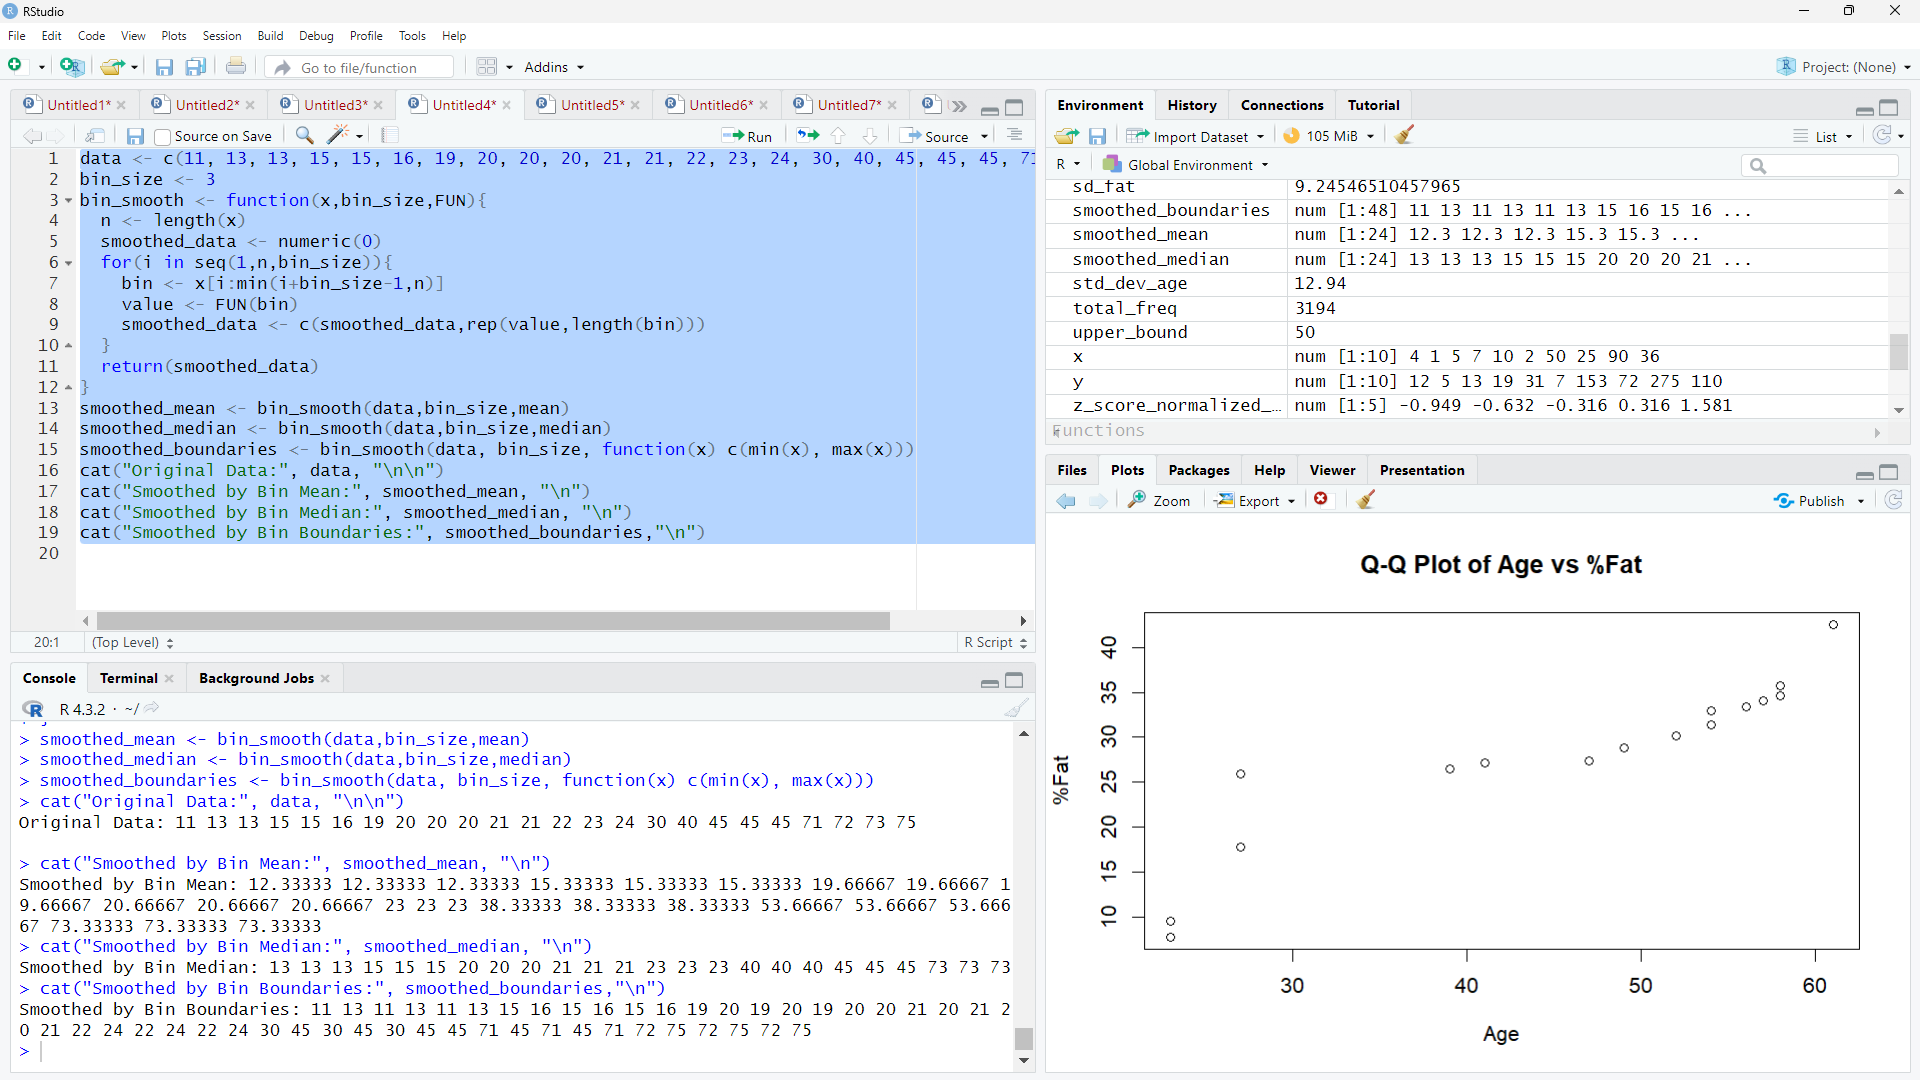 RStudio
File Edit Code View Plots Session Build Debug Profile Tools Help
Go to file/function Addins Project: (None)
Untitled1* Untitled2* Untitled3* Untitled4* Untitled5* Untitled6* Untitled7*
Source on Save Run Source
1 data <- c(11, 13, 13, 15, 15, 16, 19, 20, 20, 20, 21, 21, 22, 23, 24, 30, 40, 45, 45, 45, 71
2 bin_size <- 3
3 bin_smooth <- function(x,bin_size,FUN){
4 n <- length(x)
5 smoothed_data <- numeric(0)
6 for(i in seq(1,n,bin_size)){
7 bin <- x[i:min(i+bin_size-1,n)]
8 value <- FUN(bin)
9 smoothed_data <- c(smoothed_data,rep(value,length(bin)))
10 }
11 return(smoothed_data)
12 }
13 smoothed_mean <- bin_smooth(data,bin_size,mean)
14 smoothed_median <- bin_smooth(data,bin_size,median)
15 smoothed_boundaries <- bin_smooth(data, bin_size, function(x) c(min(x), max(x)))
16 cat("Original Data:", data, "\n\n")
17 cat("Smoothed by Bin Mean:", smoothed_mean, "\n")
18 cat("Smoothed by Bin Median:", smoothed_median, "\n")
19 cat("Smoothed by Bin Boundaries:", smoothed_boundaries,"\n")
20
20:1 (Top Level) R Script
Console Terminal Background Jobs
R 4.3.2 · ~/
> smoothed_mean <- bin_smooth(data,bin_size,mean)
> smoothed_median <- bin_smooth(data,bin_size,median)
> smoothed_boundaries <- bin_smooth(data, bin_size, function(x) c(min(x), max(x)))
> cat("Original Data:", data, "\n\n")
Original Data: 11 13 13 15 15 16 19 20 20 20 21 21 22 23 24 30 40 45 45 45 71 72 73 75
> cat("Smoothed by Bin Mean:", smoothed_mean, "\n")
Smoothed by Bin Mean: 12.33333 12.33333 12.33333 15.33333 15.33333 15.33333 19.66667 19.66667 1
9.66667 20.66667 20.66667 20.66667 23 23 23 38.33333 38.33333 38.33333 53.66667 53.66667 53.666
67 73.33333 73.33333 73.33333
> cat("Smoothed by Bin Median:", smoothed_median, "\n")
Smoothed by Bin Median: 13 13 13 15 15 15 20 20 20 21 21 21 23 23 23 40 40 40 45 45 45 73 73 73
> cat("Smoothed by Bin Boundaries:", smoothed_boundaries,"\n")
Smoothed by Bin Boundaries: 11 13 11 13 11 13 15 16 15 16 15 16 19 20 19 20 19 20 20 21 20 21 2
0 21 22 24 22 24 22 24 30 45 30 45 30 45 45 71 45 71 45 71 72 75 72 75 72 75
>
Environment History Connections Tutorial
Import Dataset 105 MiB List
R Global Environment
sd_fat 9.24546510457965
smoothed_boundaries num [1:48] 11 13 11 13 11 13 15 16 15 16 ...
smoothed_mean num [1:24] 12.3 12.3 12.3 15.3 15.3 ...
smoothed_median num [1:24] 13 13 13 15 15 15 20 20 20 21 ...
std_dev_age 12.94
total_freq 3194
upper_bound 50
x num [1:10] 4 1 5 7 10 2 50 25 90 36
y num [1:10] 12 5 13 19 31 7 153 72 275 110
z_score_normalized_… num [1:5] -0.949 -0.632 -0.316 0.316 1.581
Functions
Files Plots Packages Help Viewer Presentation
Zoom Export Publish
Q-Q Plot of Age vs %Fat
%Fat
40
35
30
25
20
15
10
30 40 50 60
Age